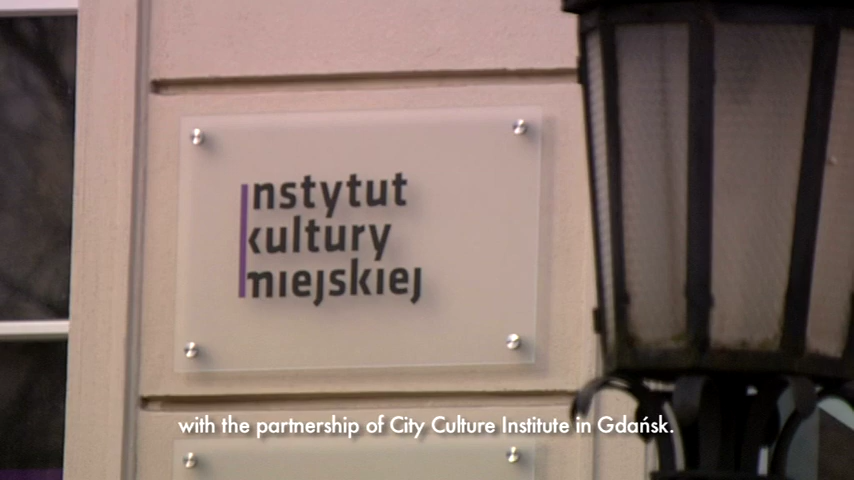 Instytut
kultury
miejskiej
with the partnership of City Culture Institute in Gdańsk.